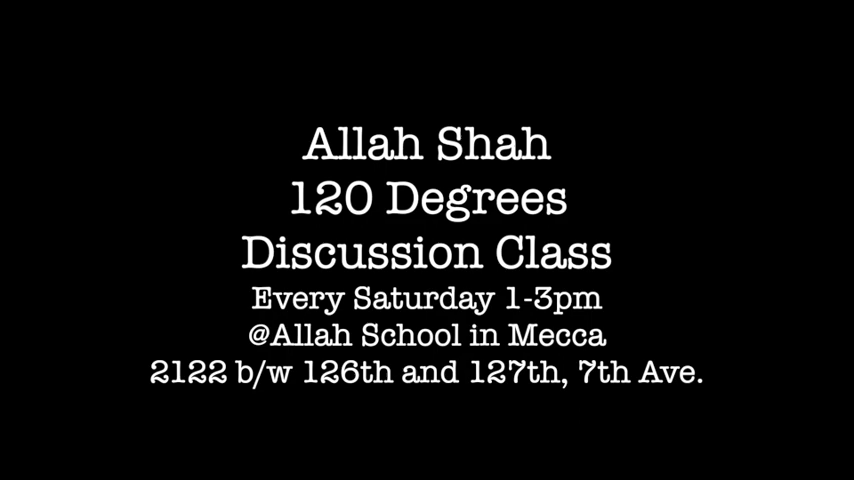 Allah Shah
120 Degrees
Discussion Class
Every Saturday 1-3pm
@Allah School in Mecca
2122 b/w 126th and 127th, 7th Ave.